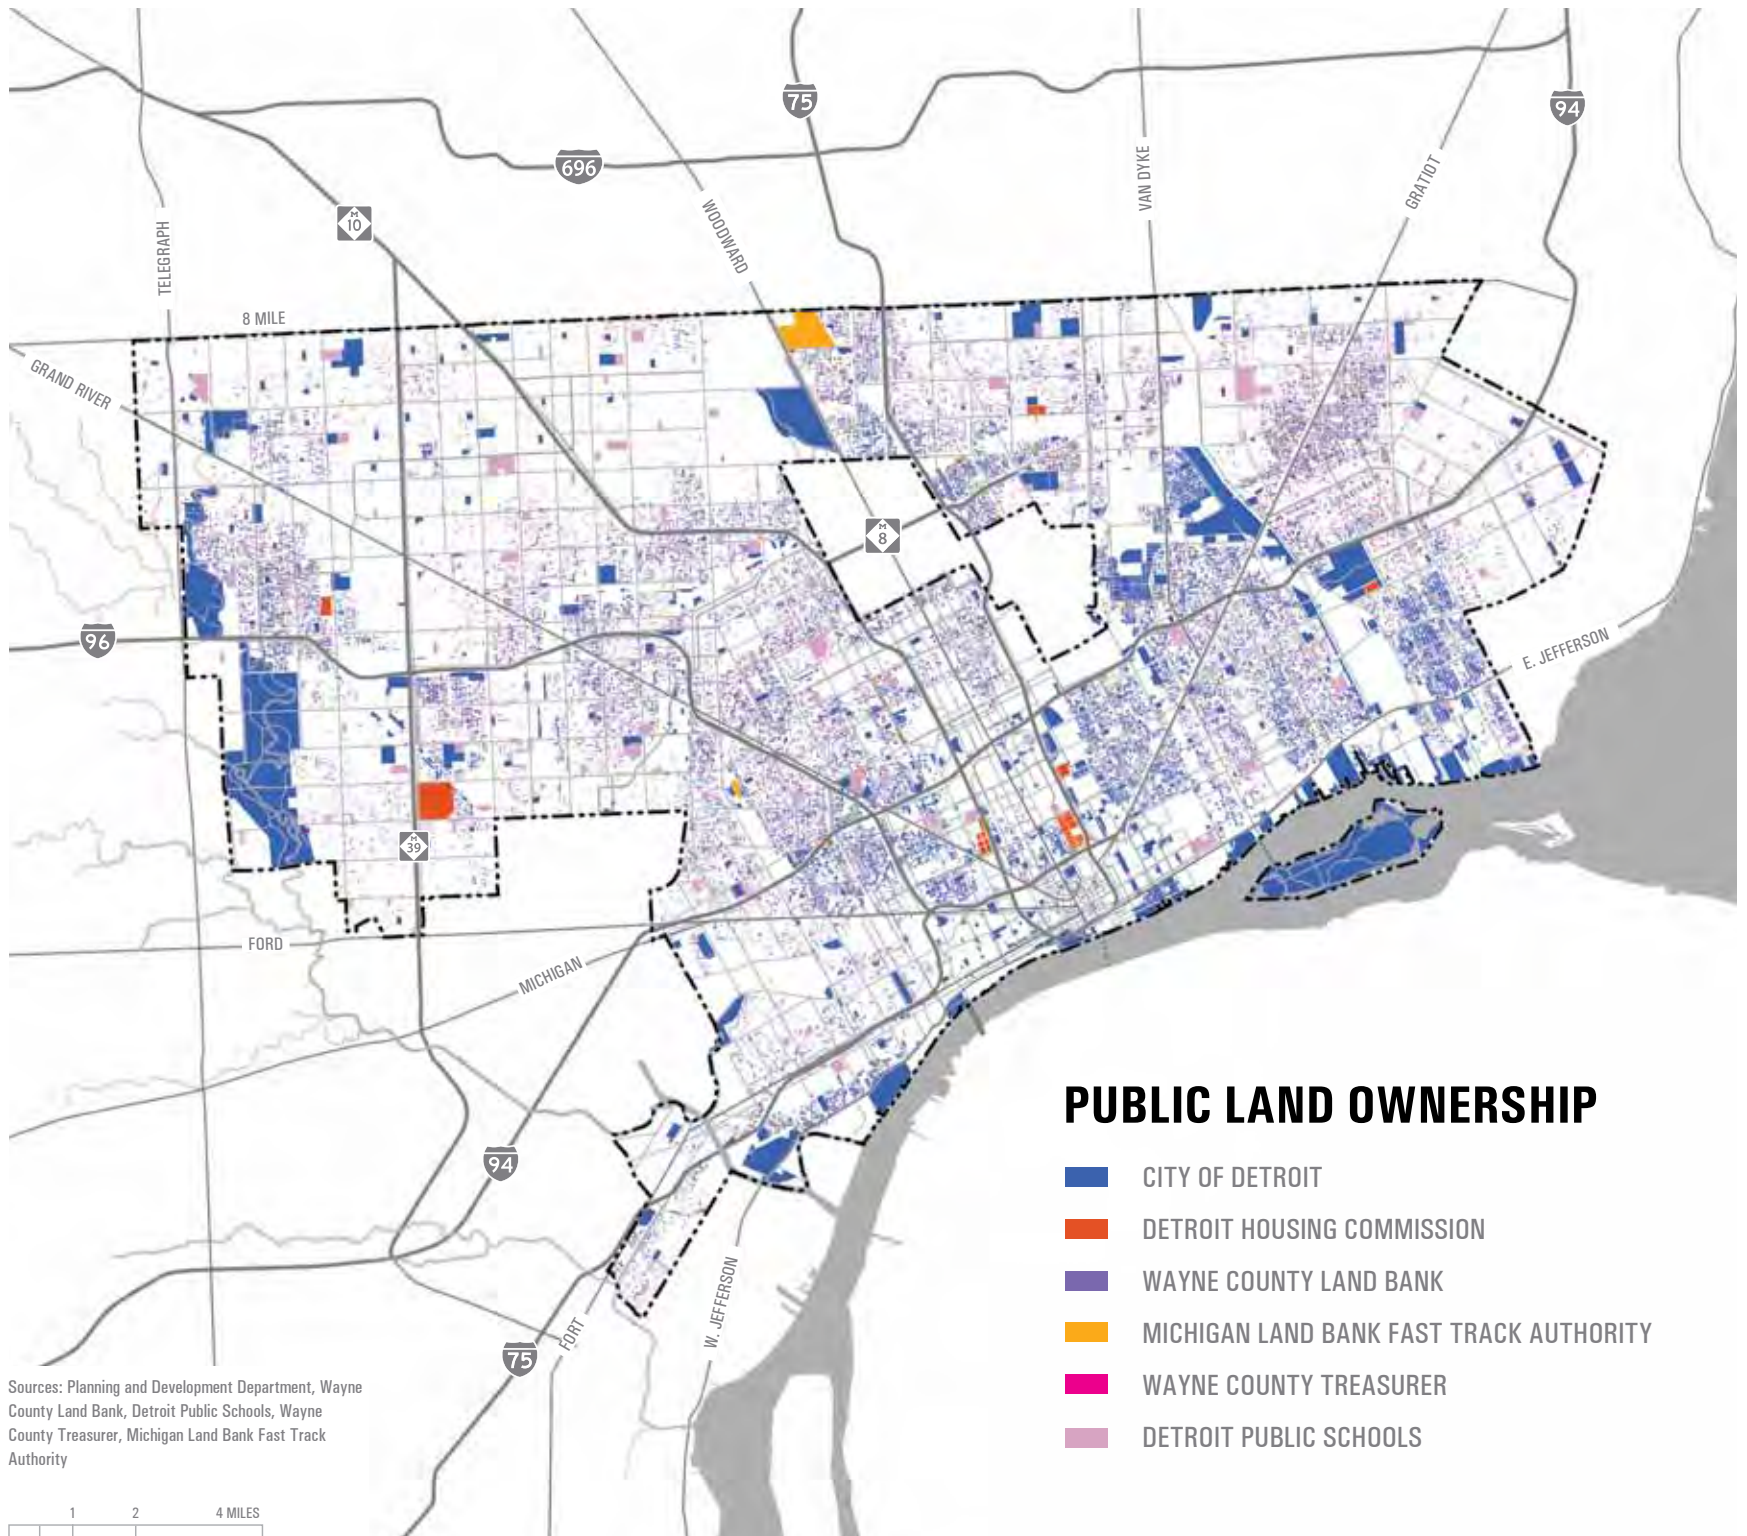 75
94
696
VAN DYKE
GRATIOT
M
10
WOODWARD
TELEGRAPH
8 MILE
GRAND RIVER
M
8
96
E. JEFFERSON
M
39
FORD
MICHIGAN
94
75
FORT
W. JEFFERSON
PUBLIC LAND OWNERSHIP
CITY OF DETROIT
DETROIT HOUSING COMMISSION
WAYNE COUNTY LAND BANK
MICHIGAN LAND BANK FAST TRACK AUTHORITY
WAYNE COUNTY TREASURER
DETROIT PUBLIC SCHOOLS
Sources: Planning and Development Department, Wayne
County Land Bank, Detroit Public Schools, Wayne
County Treasurer, Michigan Land Bank Fast Track
Authority
1 2 4 MILES